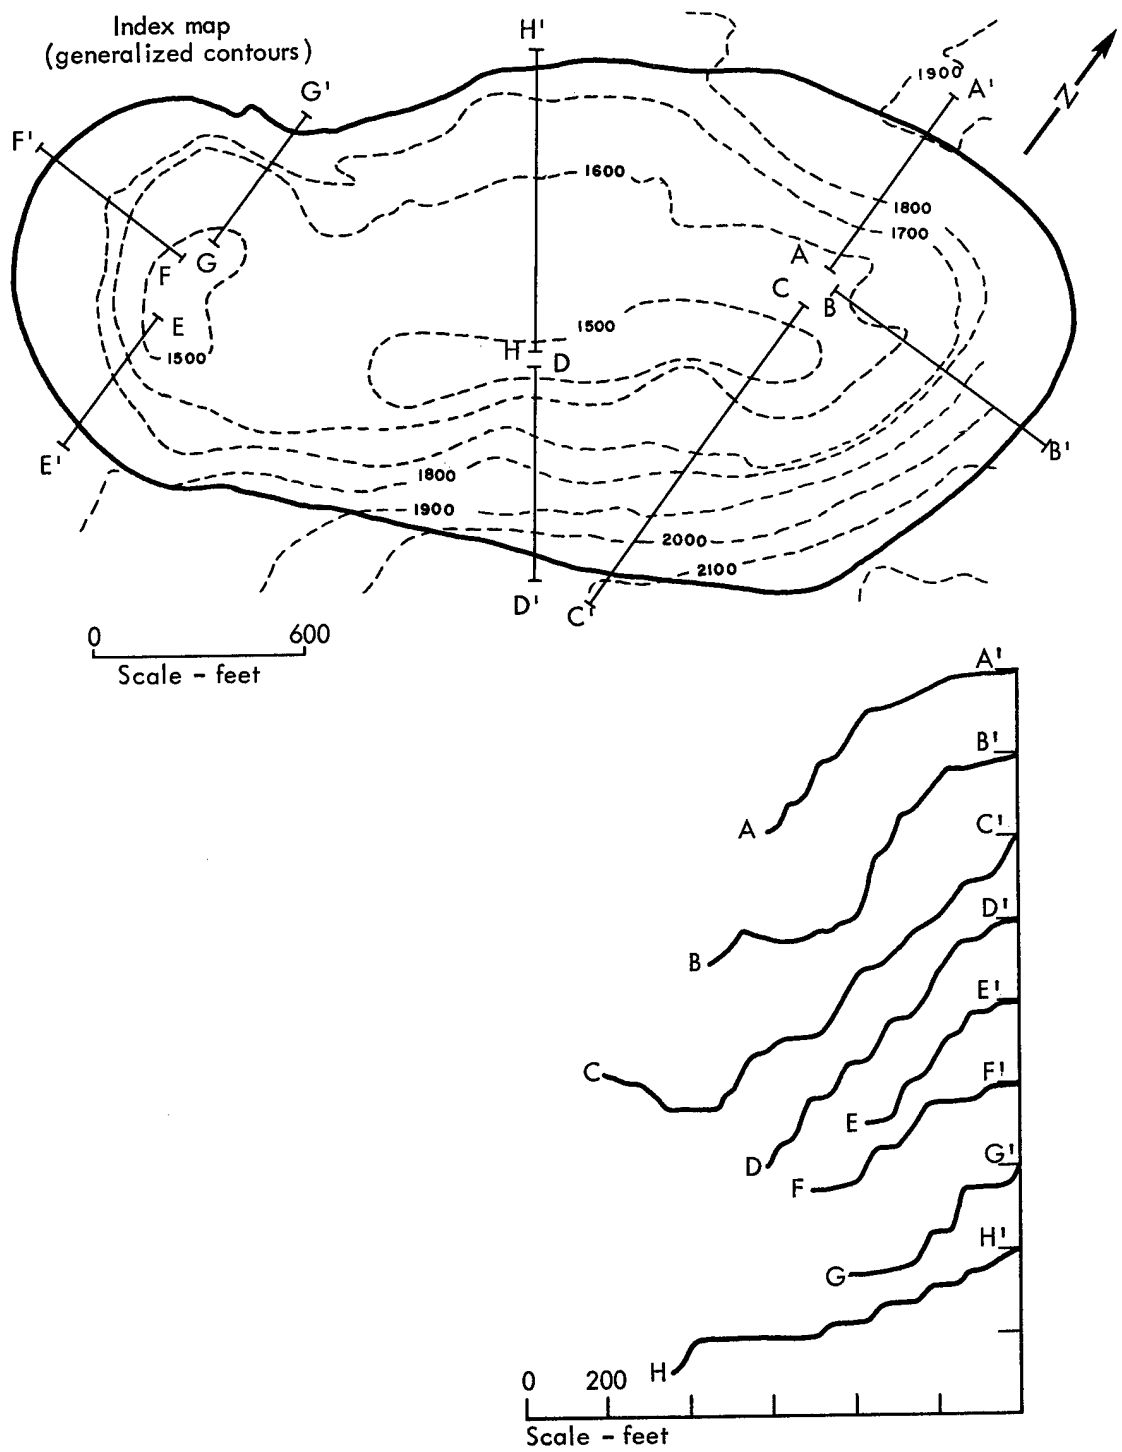 Index map
(generalized contours)
H'
G'
F'
1900
A'
N
1600
1800
1700
A
F
G
C
B
E
1500
1500
H
D
1800
B'
E'
1900
2000
2100
D'
C'
0 600
Scale – feet
A'
B'
A
C'
D'
B
E'
C
F'
E
D
G'
F
H'
G
H
0 200
Scale – feet